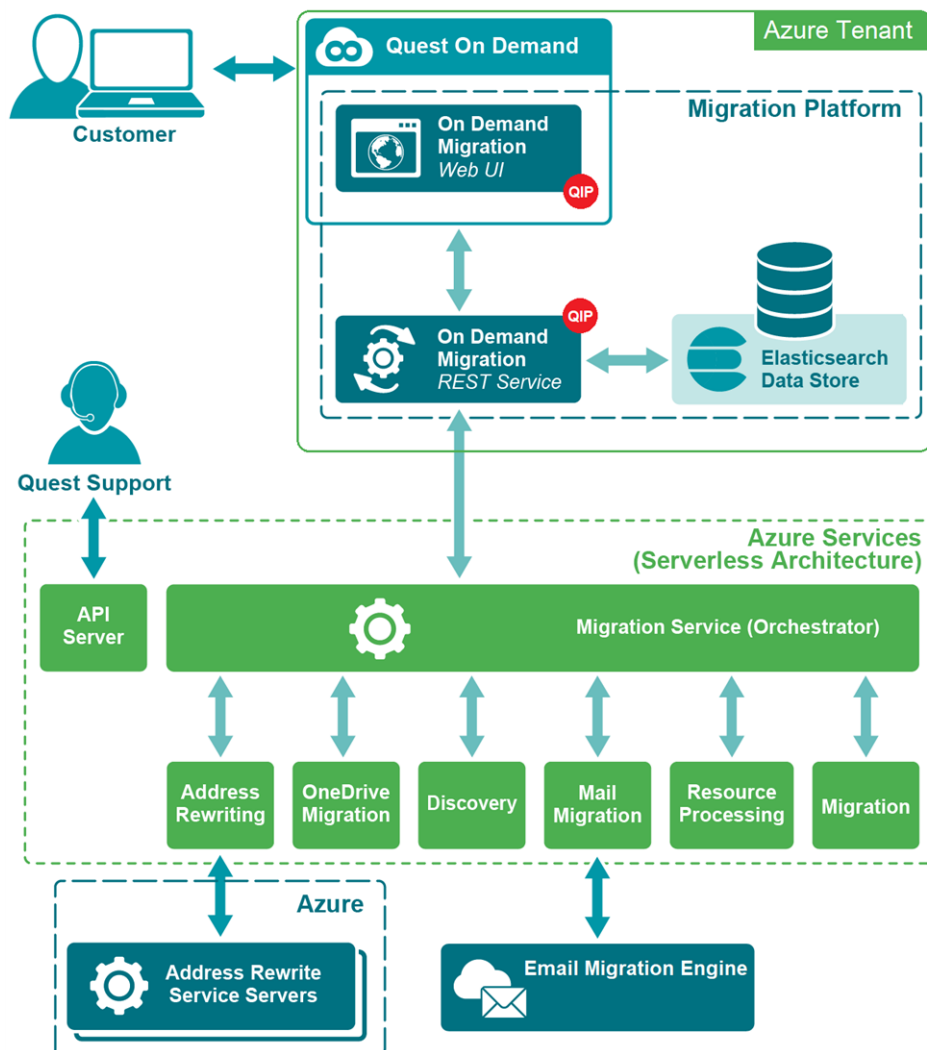 Azure Tenant
Quest On Demand
Customer
Migration Platform
On Demand
Migration
Web UI
QIP
QIP
On Demand
Migration
REST Service
Elasticsearch
Data Store
Quest Support
Azure Services
(Serverless Architecture)
API
Server
Migration Service (Orchestrator)
Address
Rewriting
OneDrive
Migration
Discovery
Mail
Migration
Resource
Processing
Migration
Azure
Address Rewrite
Service Servers
Email Migration Engine